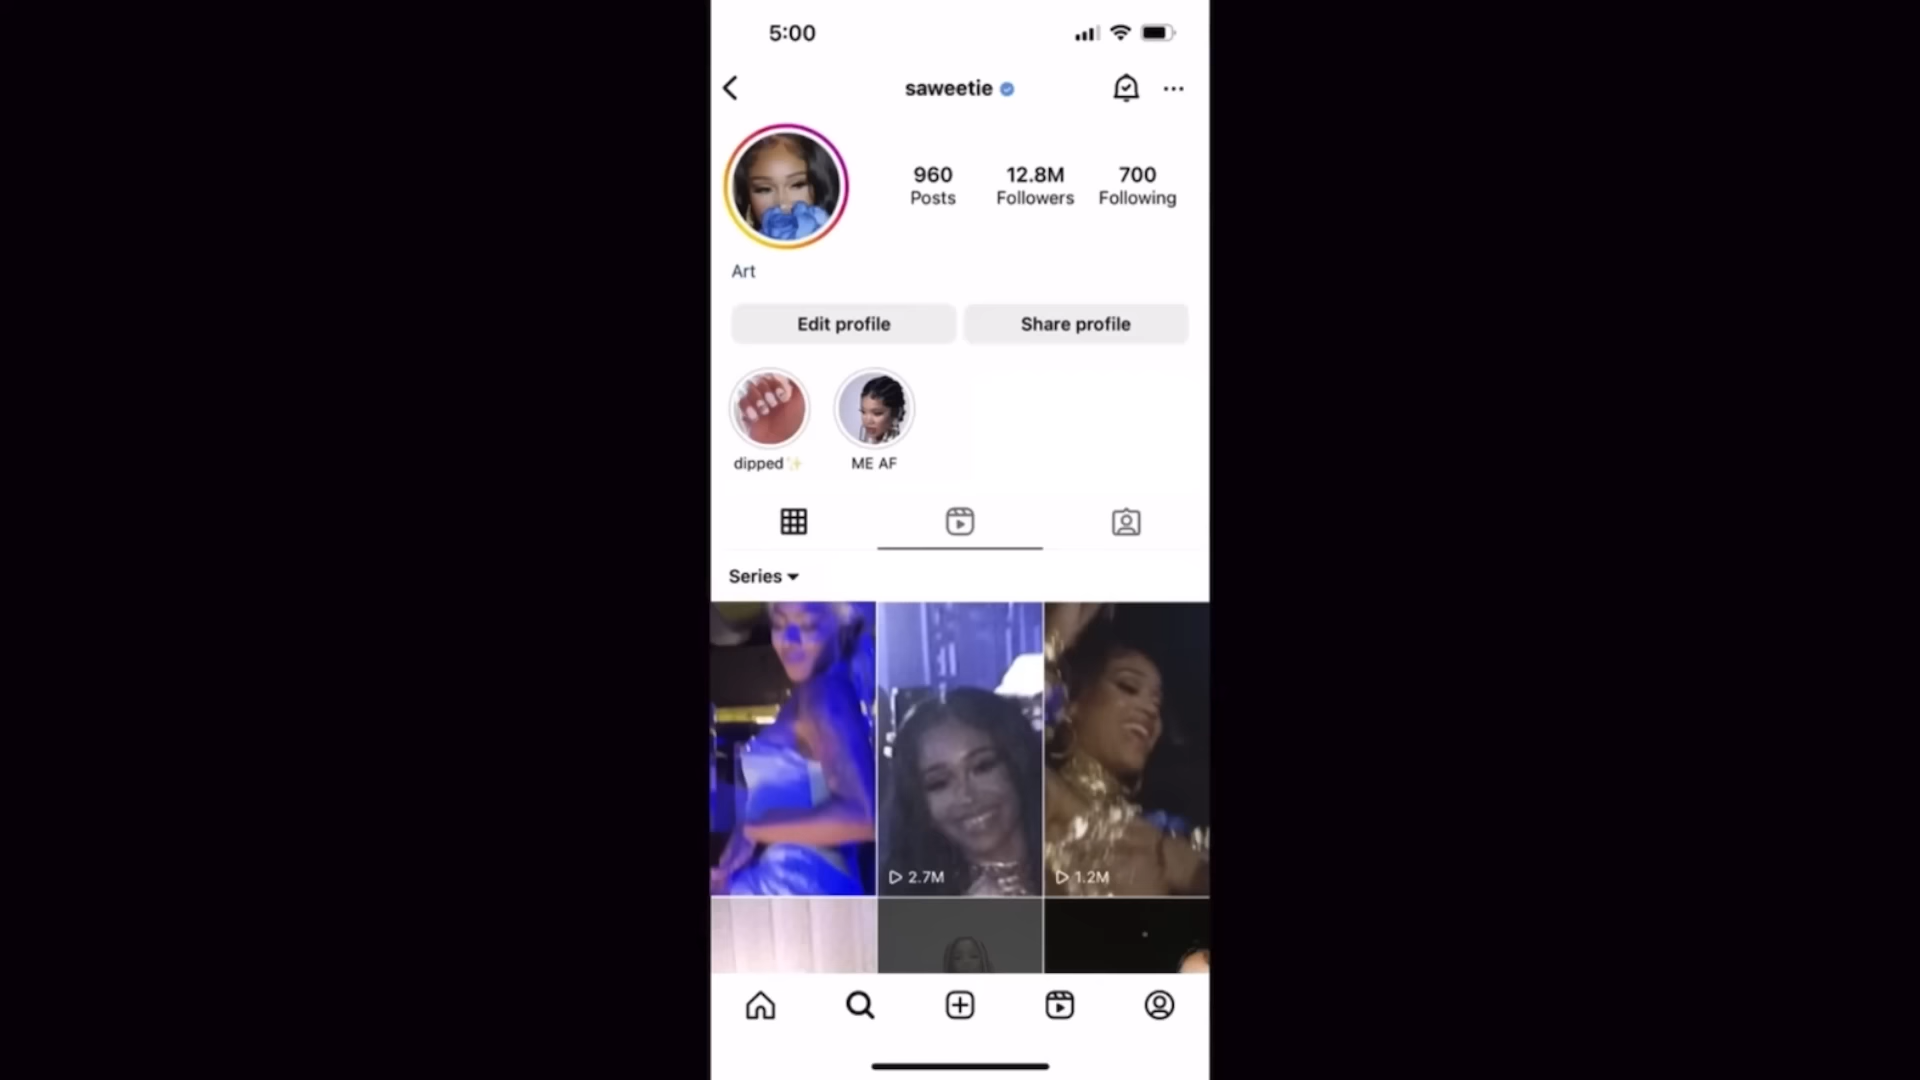 5:00
saweetie
960 12.8M 700
Posts Followers Following
Art
Edit profile Share profile
dipped✨ ME AF
Series
2.7M 1.2M